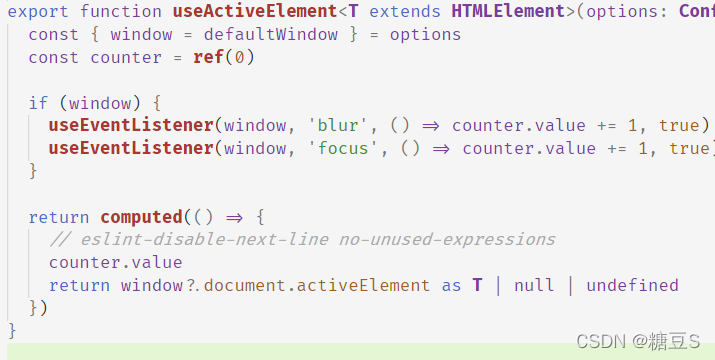 export function useActiveElement<T extends HTMLElement>(options: Conf
const { window = defaultWindow } = options
const counter = ref(0)
if (window) {
useEventListener(window, 'blur', () => counter.value += 1, true)
useEventListener(window, 'focus', () => counter.value += 1, true)
}
return computed(() => {
// eslint-disable-next-line no-unused-expressions
counter.value
return window?.document.activeElement as T | null | undefined
})
}
CSDN @糖豆S